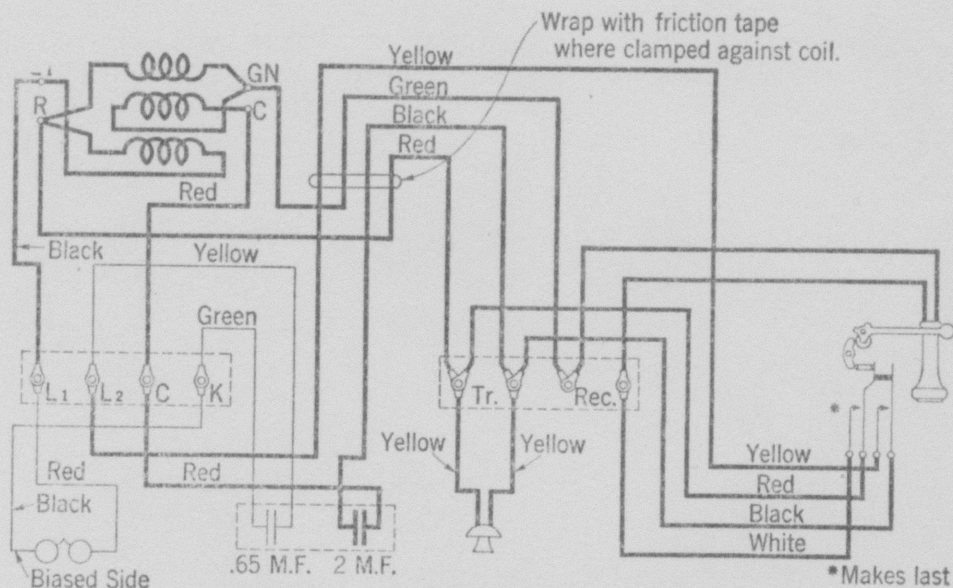 Wrap with friction tape
where clamped against coil.
Yellow
Green
Black
Red
GN
C
R
Red
Black
Yellow
Green
L1
L2
C
K
Tr.
Rec.
Yellow
Yellow
*
Red
Red
Black
Yellow
Red
Black
White
.65 M.F.
2 M.F.
Biased Side
*Makes last